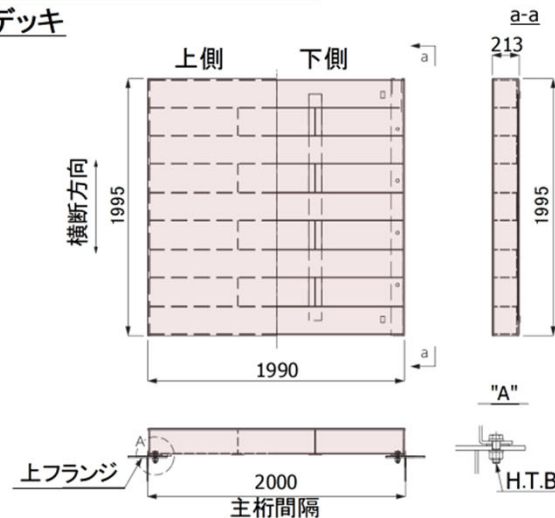 デッキ
上側 下側
a
a-a
213
横断方向
1995
1995
a
1990
"A"
A
上フランジ
2000
主桁間隔
H.T.B